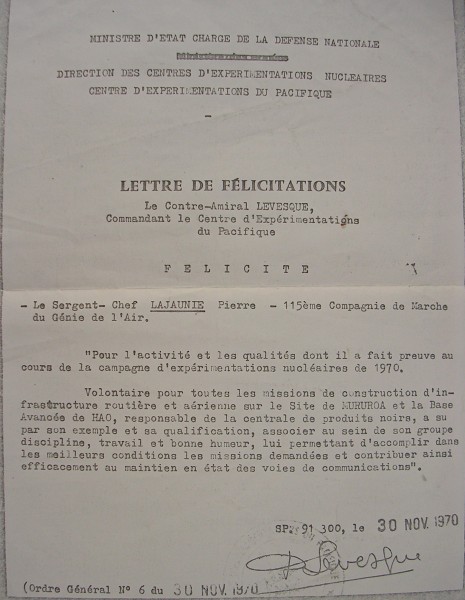 MINISTRE D'ETAT CHARGE DE LA DEFENSE NATIONALE
DIRECTION DES CENTRES D'EXPERIMENTATIONS NUCLEAIRES
CENTRE D'EXPERIMENTATIONS DU PACIFIQUE
-
LETTRE DE FÉLICITATIONS
Le Contre-Amiral LEVESQUE,
Commandant le Centre d'Expérimentations
du Pacifique
F E L I C I T E
- Le Sergent- Chef LAJAUNIE Pierre - 115ème Compagnie de Marche
du Génie de l'Air.
"Pour l'activité et les qualités dont il a fait preuve au
cours de la campagne d'expérimentations nucléaires de 1970.
Volontaire pour toutes les missions de construction d'in-
frastructure routière et aérienne sur le Site de MURUROA et la Base
Avancée de HAO, responsable de la centrale de produits noirs, a su
par son exemple et sa qualification, associer au sein de son groupe
discipline, travail et bonne humeur, lui permettant d'accomplir dans
les meilleurs conditions les missions demandées et contribuer ainsi
efficacement au maintien en état des voies de communications".
SP. 91 300, le 30 NOV. 1970
Levesque
(Ordre Général N° 6 du 30 NOV. 1970